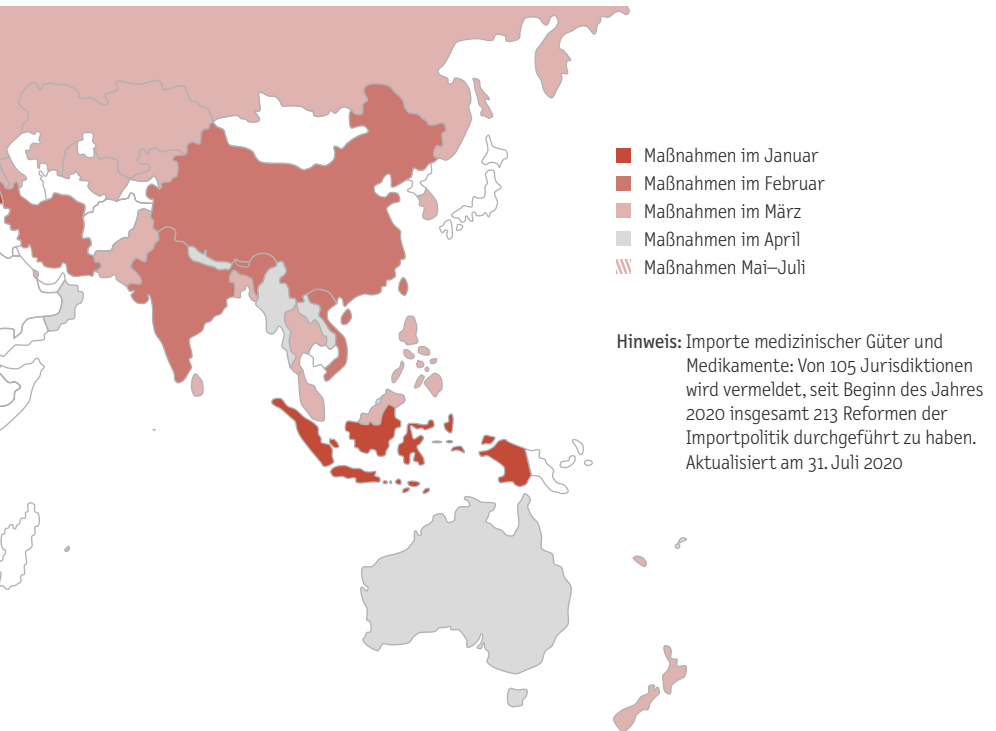 Maßnahmen im Januar
Maßnahmen im Februar
Maßnahmen im März
Maßnahmen im April
Maßnahmen Mai–Juli
Hinweis: Importe medizinischer Güter und
Medikamente: Von 105 Jurisdiktionen
wird vermeldet, seit Beginn des Jahres
2020 insgesamt 213 Reformen der
Importpolitik durchgeführt zu haben.
Aktualisiert am 31. Juli 2020